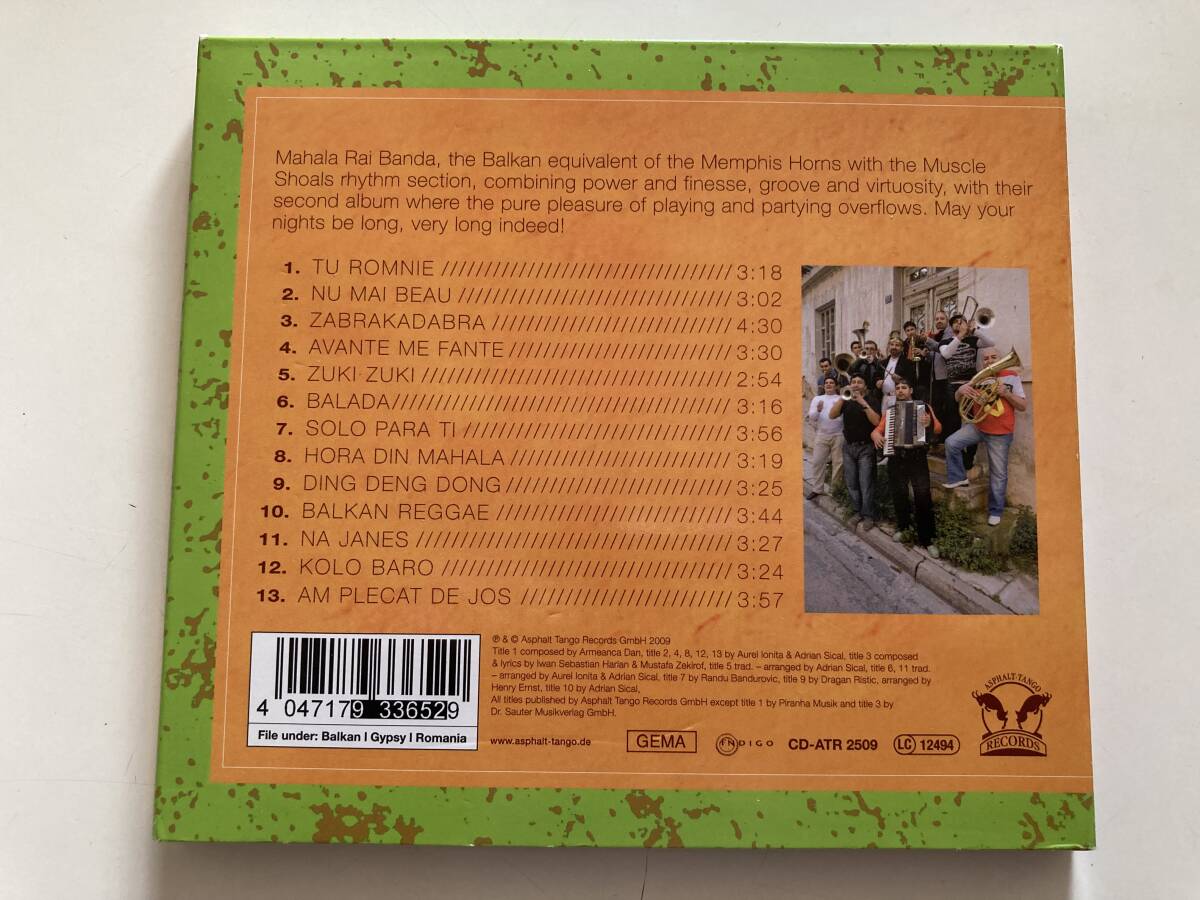 Mahala Rai Banda, the Balkan equivalent of the Memphis Horns with the Muscle
Shoals rhythm section, combining power and finesse, groove and virtuosity, with their
second album where the pure pleasure of playing and partying overflows. May your
nights be long, very long indeed!
1. TU ROMNIE ////////////////////////////////// 3:18
2. NU MAI BEAU //////////////////////////////// 3:02
3. ZABRAKADABRA //////////////////////////// 4:30
4. AVANTE ME FANTE////////////////////////// 3:30
5. ZUKI ZUKI //////////////////////////////////// 2:54
6. BALADA//////////////////////////////////////// 3:16
7. SOLO PARA TI /////////////////////////////// 3:56
8. HORA DIN MAHALA ////////////////////////// 3:19
9. DING DENG DONG ////////////////////////// 3:25
10. BALKAN REGGAE //////////////////////////// 3:44
11. NA JANES ///////////////////////////////////// 3:27
12. KOLO BARO ////////////////////////////////// 3:24
13. AM PLECAT DE JOS ///////////////////////// 3:57
4 047179 336529
File under: Balkan I Gypsy I Romania
℗ & © Asphalt Tango Records GmbH 2009
Title 1 composed by Armeanca Dan, title 2, 4, 8, 12, 13 by Aurel Ionita & Adrian Sical, title 3 composed
& lyrics by Iwan Sebastian Harlan & Mustafa Zekirof, title 5 trad. – arranged by Adrian Sical, title 6, 11 trad.
– arranged by Aurel Ionita & Adrian Sical, title 7 by Randu Bandurovic, title 9 by Dragan Ristic, arranged by
Henry Ernst, title 10 by Adrian Sical,
All titles published by Asphalt Tango Records GmbH except title 1 by Piranha Musik and title 3 by
Dr. Sauter Musikverlag GmbH.
www.asphalt-tango.de GEMA INDIGO CD-ATR 2509 LC 12494
ASPHALT-TANGO
RECORDS